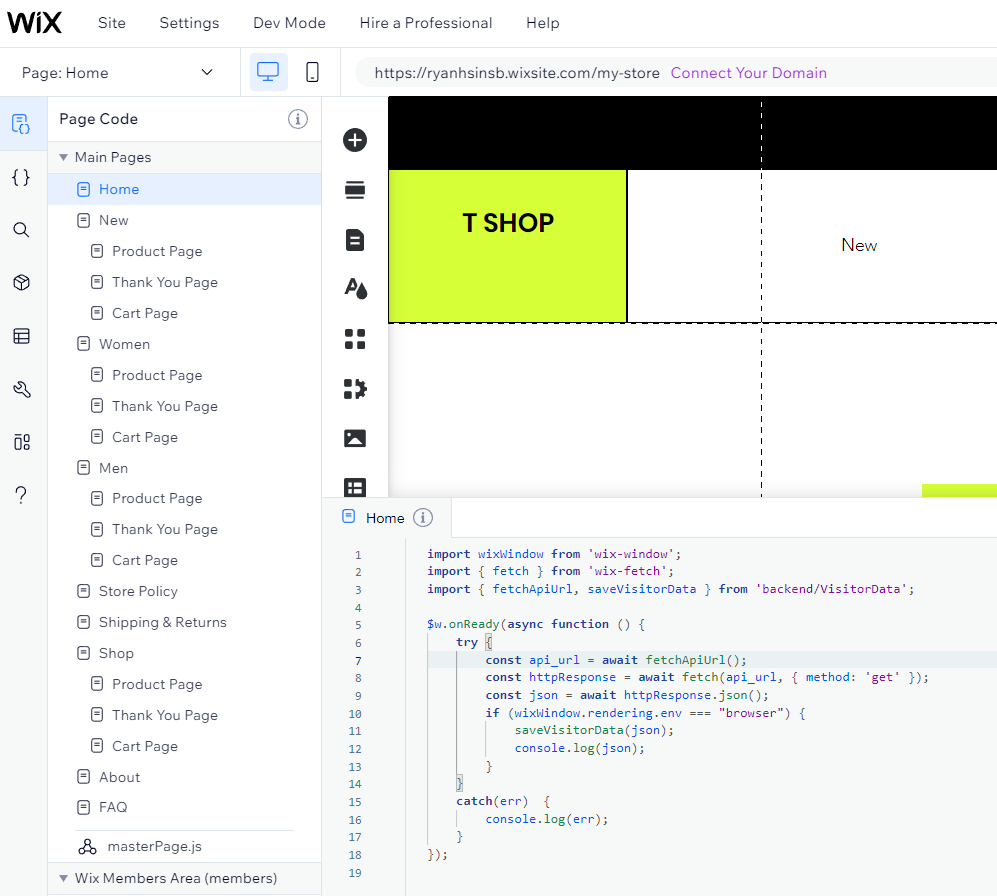 WiX Site Settings Dev Mode Hire a Professional Help
Page: Home https://ryanhsinsb.wixsite.com/my-store Connect Your Domain
Page Code
Main Pages
Home
New
Product Page
Thank You Page
Cart Page
Women
Product Page
Thank You Page
Cart Page
Men
Product Page
Thank You Page
Cart Page
Store Policy
Shipping & Returns
Shop
Product Page
Thank You Page
Cart Page
About
FAQ
masterPage.js
Wix Members Area (members)
T SHOP
New
Home
1 import wixWindow from 'wix-window';
2 import { fetch } from 'wix-fetch';
3 import { fetchApiUrl, saveVisitorData } from 'backend/VisitorData';
4
5 $w.onReady(async function () {
6 try {
7 const api_url = await fetchApiUrl();
8 const httpResponse = await fetch(api_url, { method: 'get' });
9 const json = await httpResponse.json();
10 if (wixWindow.rendering.env === "browser") {
11 saveVisitorData(json);
12 console.log(json);
13 }
14 }
15 catch(err)  {
16 console.log(err);
17 }
18 });
19